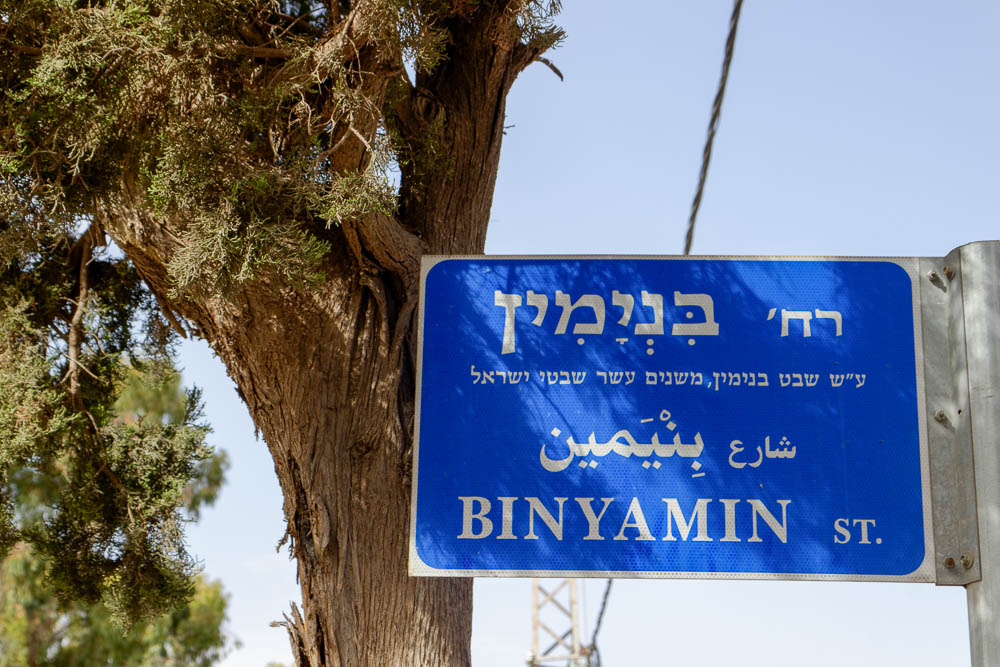 רח' בִּנְיָמִין
ע"ש שבט בנימין, משנים עשר שבטי ישראל
شارع بِنْيَمين
BINYAMIN ST.